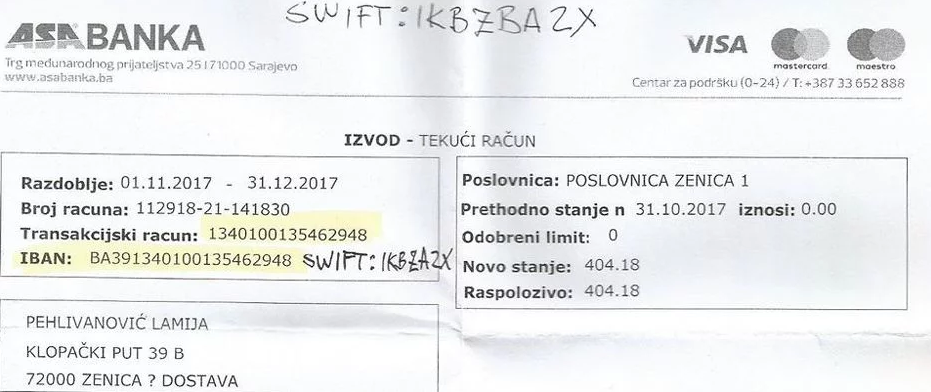 SWIFT: IKBZBA2X
ASA BANKA
Trg međunarodnog prijateljstva 25 | 71000 Sarajevo
www.asabanka.ba
VISA
mastercard maestro
Centar za podršku (0-24) / T: +387 33 652 888
IZVOD - TEKUĆI RAČUN
Razdoblje: 01.11.2017 - 31.12.2017
Broj racuna: 112918-21-141830
Transakcijski racun: 1340100135462948
IBAN: BA391340100135462948 SWIFT: IKBZA2X
Poslovnica: POSLOVNICA ZENICA 1
Prethodno stanje n 31.10.2017 iznosi: 0.00
Odobreni limit: 0
Novo stanje: 404.18
Raspolozivo: 404.18
PEHLIVANOVIĆ LAMIJA
KLOPAČKI PUT 39 B
72000 ZENICA ? DOSTAVA